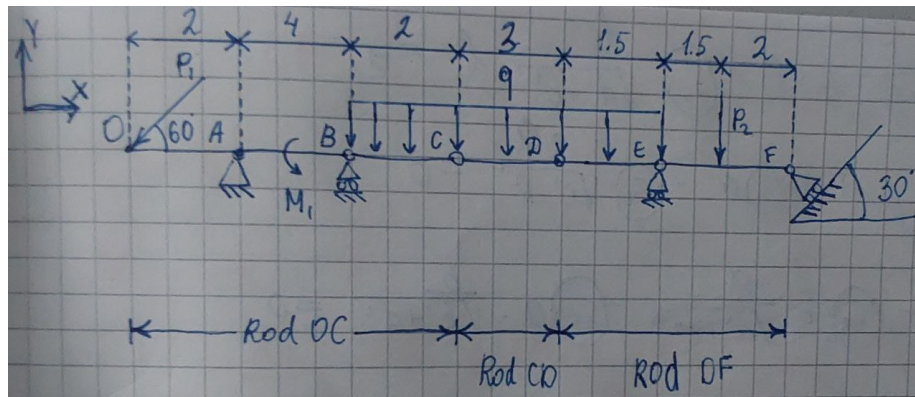 2 4 2 3 1.5 1.5 2
Y P₁ q
X
O 60° A B C D E P₂ F
M₁ 30°
Rod OC
Rod CD Rod DF